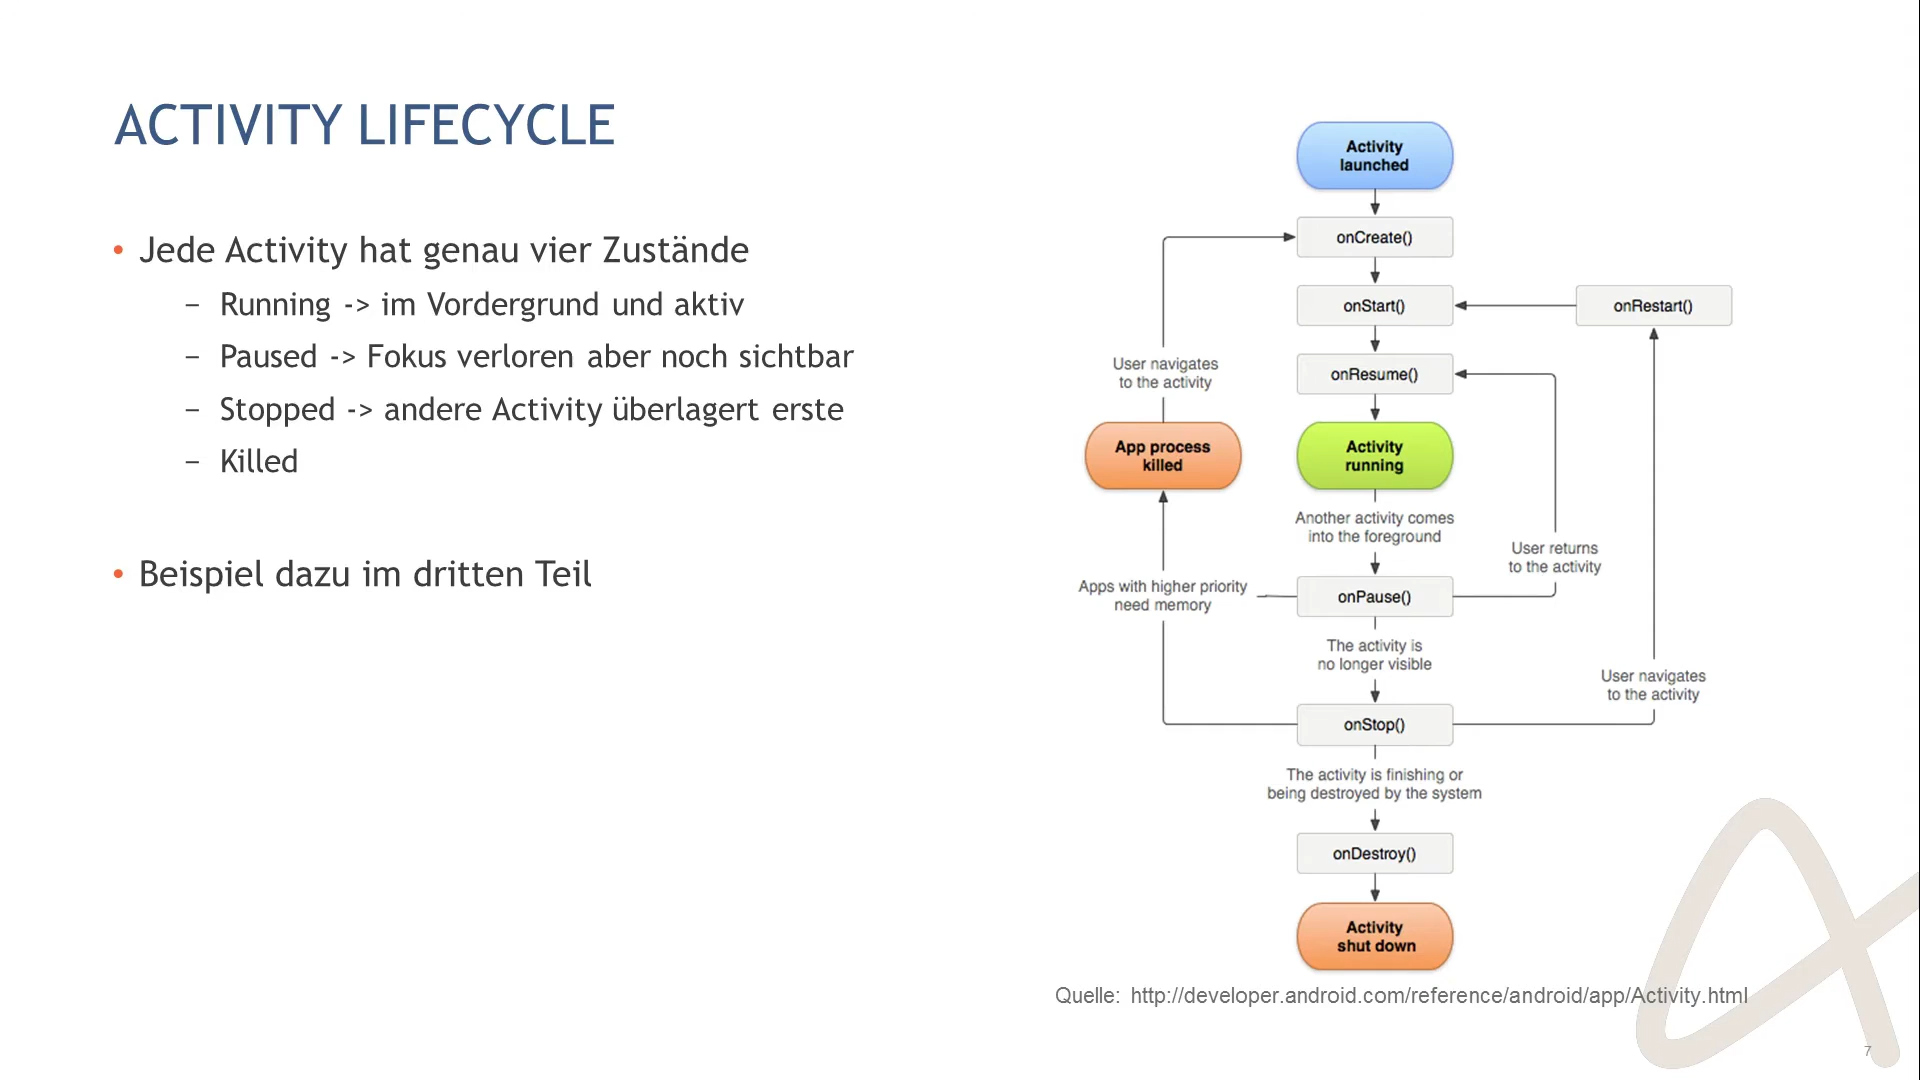 ACTIVITY LIFECYCLE
• Jede Activity hat genau vier Zustände
– Running -> im Vordergrund und aktiv
– Paused -> Fokus verloren aber noch sichtbar
– Stopped -> andere Activity überlagert erste
– Killed
• Beispiel dazu im dritten Teil
Activity
launched
onCreate()
onStart()
onRestart()
onResume()
User navigates
to the activity
App process
killed
Activity
running
Another activity comes
into the foreground
User returns
to the activity
Apps with higher priority
need memory
onPause()
The activity is
no longer visible
User navigates
to the activity
onStop()
The activity is finishing or
being destroyed by the system
onDestroy()
Activity
shut down
Quelle: http://developer.android.com/reference/android/app/Activity.html
7